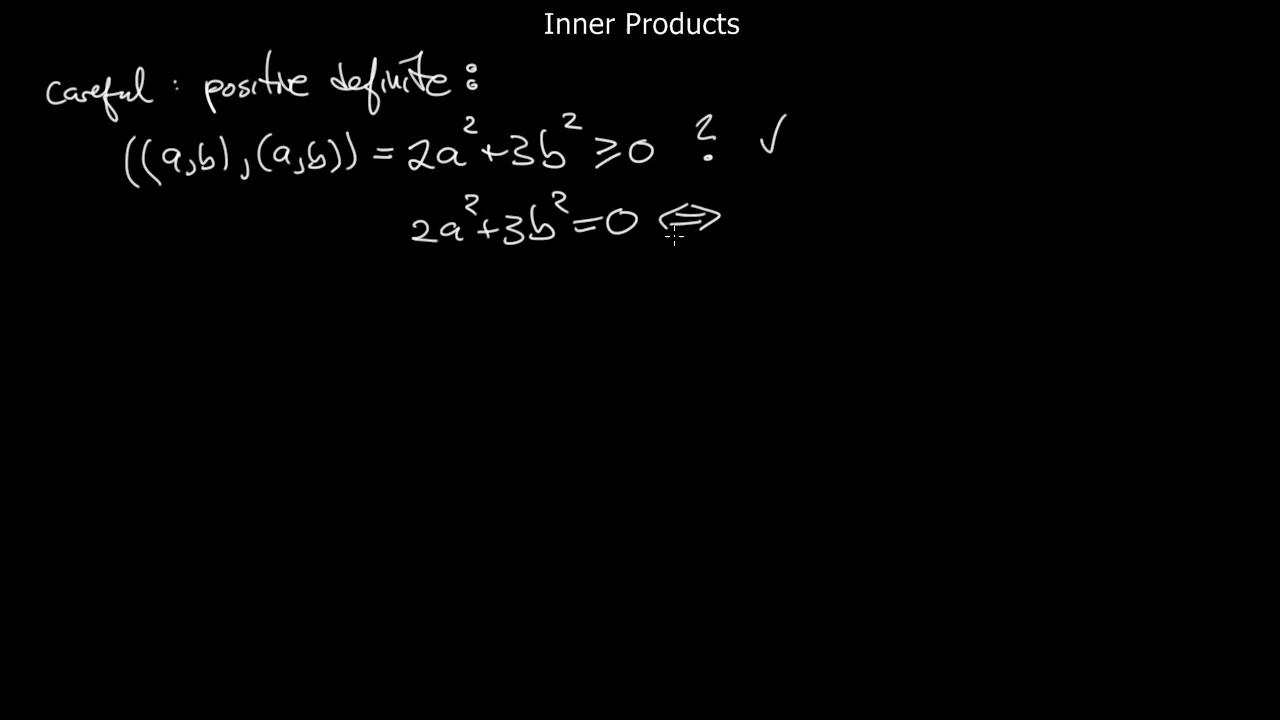 Inner Products
careful : positive definite :
((a,b),(a,b)) = 2a²+3b² ⩾0 ? ✓
2a²+3b²=0 ⇔